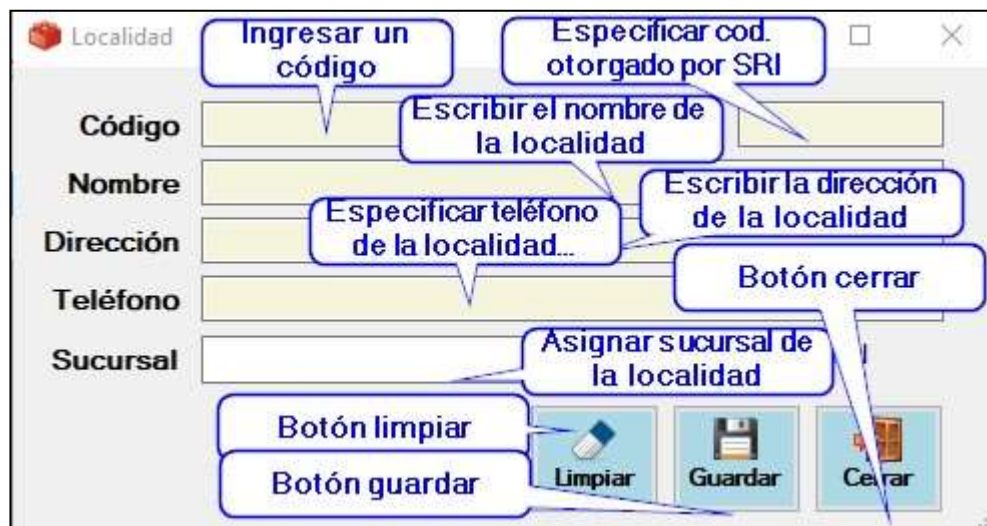 Localidad
Ingresar un
código
Especificar cod.
otorgado por SRI
Código
Escribir el nombre de
la localidad
Nombre
Escribir la dirección
de la localidad
Especificar teléfono
de la localidad...
Dirección
Botón cerrar
Teléfono
Sucursal
Asignar sucursal de
la localidad
Botón limpiar
Botón guardar
Limpiar
Guardar
Cerrar